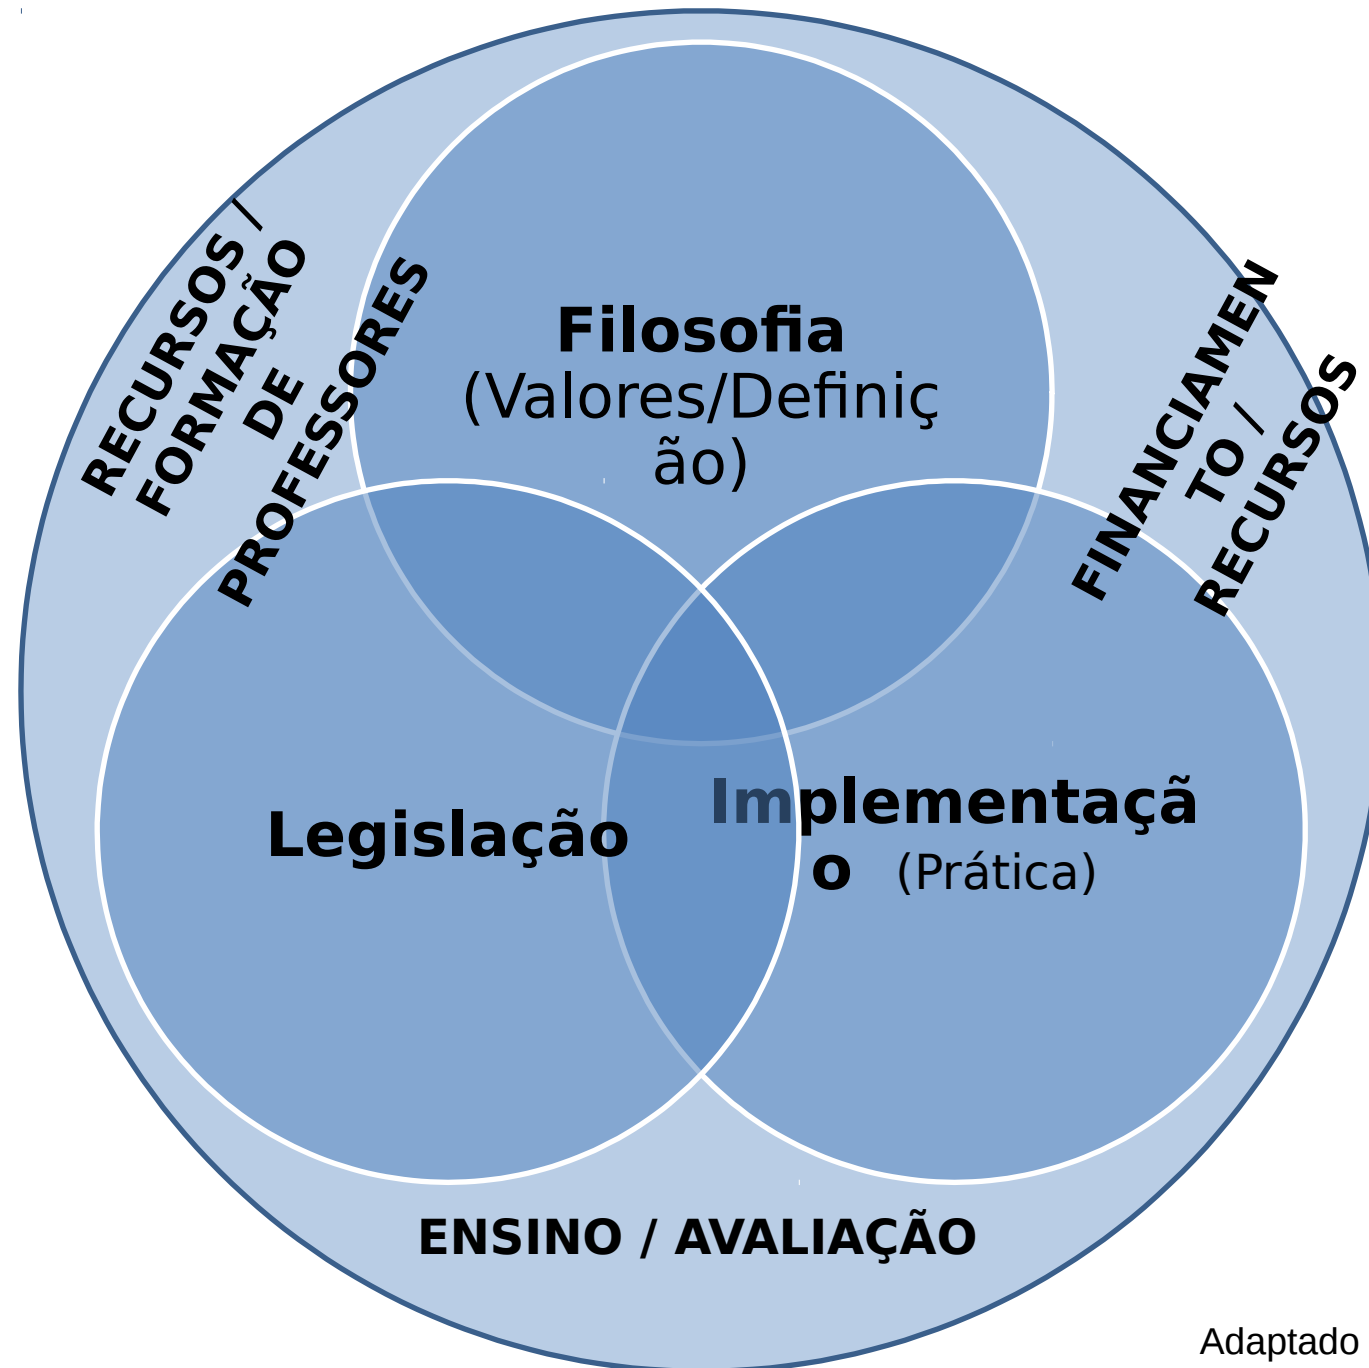 RECURSOS /
FORMAÇÃO
DE
PROFESSORES
Filosofia
(Valores/Definiç
ão)
FINANCIAMEN
TO /
RECURSOS
Legislação
Implementaçã
o (Prática)
ENSINO / AVALIAÇÃO
Adaptado